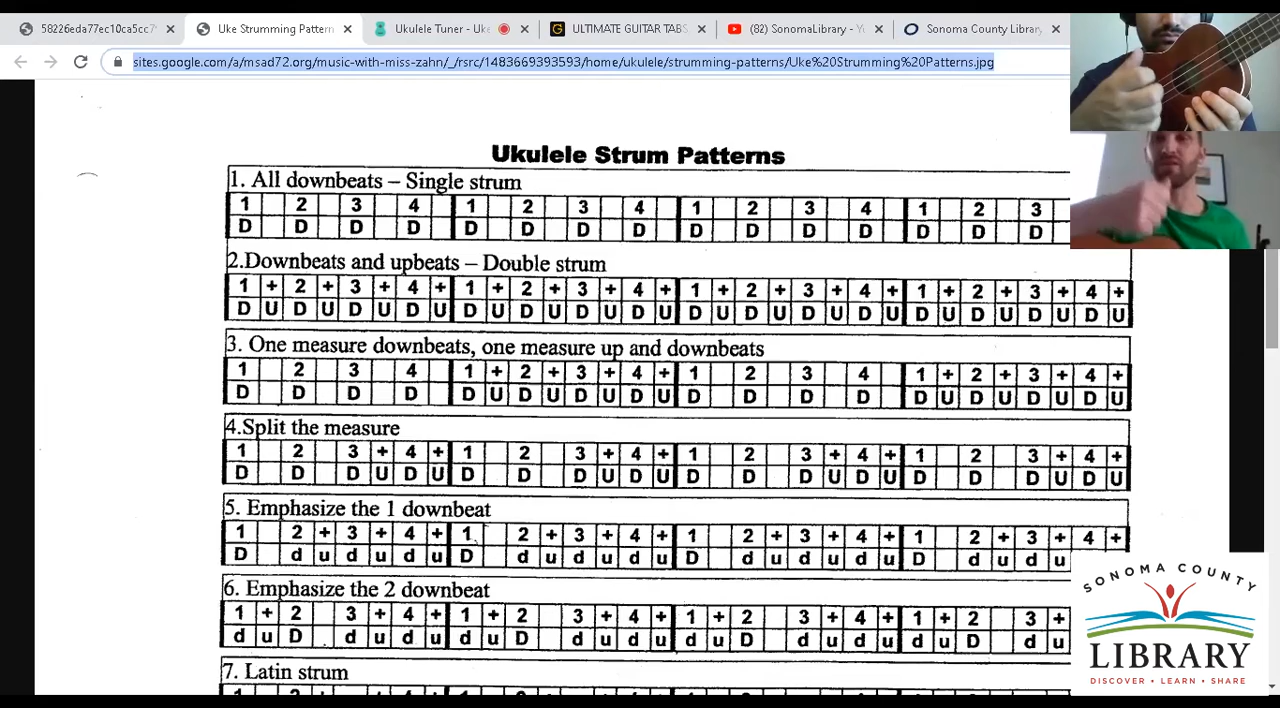 58226eda77ec10ca5cc7
Uke Strumming Pattern
Ukulele Tuner - Uke
ULTIMATE GUITAR TABS
(82) SonomaLibrary - Yo
Sonoma County Library
sites.google.com/a/msad72.org/music-with-miss-zahn/_/rsrc/1483669393593/home/ukulele/strumming-patterns/Uke%20Strumming%20Patterns.jpg
Ukulele Strum Patterns
1. All downbeats – Single strum
1 2 3 4 1 2 3 4 1 2 3 4 1 2 3
D D D D D D D D D D D D D D D
2.Downbeats and upbeats – Double strum
1 + 2 + 3 + 4 + 1 + 2 + 3 + 4 + 1 + 2 + 3 + 4 + 1 + 2 + 3 + 4 +
D U D U D U D U D U D U D U D U D U D U D U D U D U D U D U D U
3. One measure downbeats, one measure up and downbeats
1 2 3 4 1 + 2 + 3 + 4 + 1 2 3 4 1 + 2 + 3 + 4 +
D D D D D U D U D U D U D D D D D U D U D U D U
4.Split the measure
1 2 3 + 4 + 1 2 3 + 4 + 1 2 3 + 4 + 1 2 3 + 4 +
D D D U D U D D D U D U D D D U D U D D D U D U
5. Emphasize the 1 downbeat
1 2 + 3 + 4 + 1 2 + 3 + 4 + 1 2 + 3 + 4 + 1 2 + 3 + 4 +
D d u d u d u D d u d u d u D d u d u d u D d u d u
6. Emphasize the 2 downbeat
1 + 2 3 + 4 + 1 + 2 3 + 4 + 1 + 2 3 + 4 + 1 + 2 3 +
d u D d u d u d u D d u d u d u D d u d u d u D d u
7. Latin strum
SONOMA COUNTY
LIBRARY
DISCOVER • LEARN • SHARE